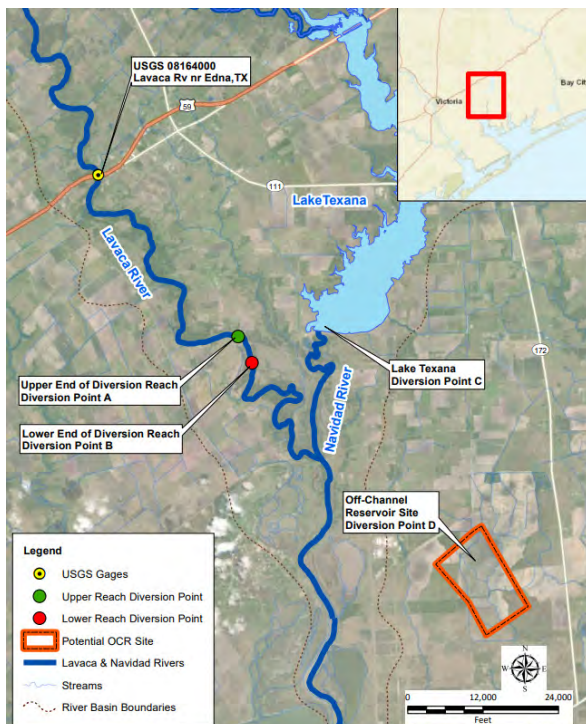 USGS 08164000
Lavaca Rv nr Edna,TX
59
Victoria
Bay Cit
111
Lake Texana
Lavaca River
172
Upper End of Diversion Reach
Diversion Point A
Lake Texana
Diversion Point C
Navidad River
Lower End of Diversion Reach
Diversion Point B
Off-Channel
Reservoir Site
Diversion Point D
Legend
USGS Gages
Upper Reach Diversion Point
Lower Reach Diversion Point
Potential OCR Site
Lavaca & Navidad Rivers
Streams
River Basin Boundaries
N
W
E
S
0
12,000
24,000
Feet